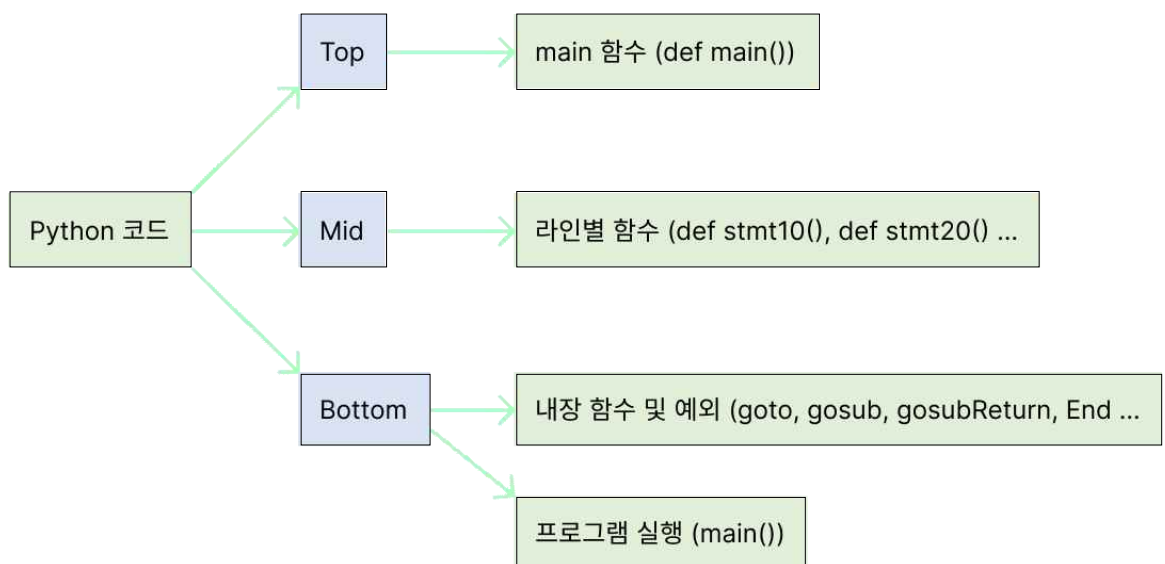 Top
main 함수 (def main())
Python 코드
Mid
라인별 함수 (def stmt10(), def stmt20() ...
Bottom
내장 함수 및 예외 (goto, gosub, gosubReturn, End ...
프로그램 실행 (main())